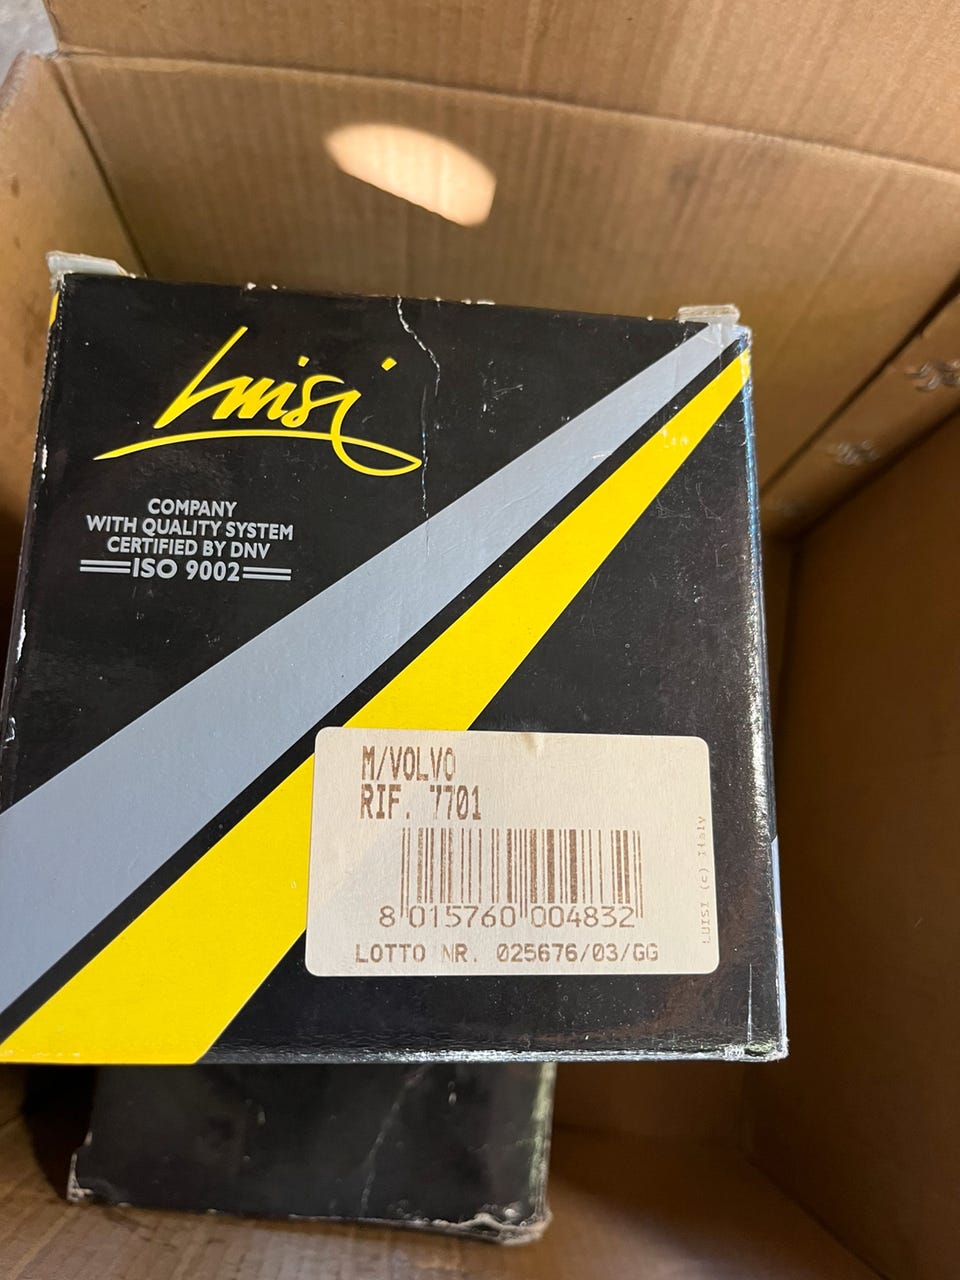 Luisi
COMPANY
WITH QUALITY SYSTEM
CERTIFIED BY DNV
ISO 9002
M/VOLVO
RIF. 7701
8 015760 004832
LOTTO NR. 025676/03/GG
LUISI (c) Italy